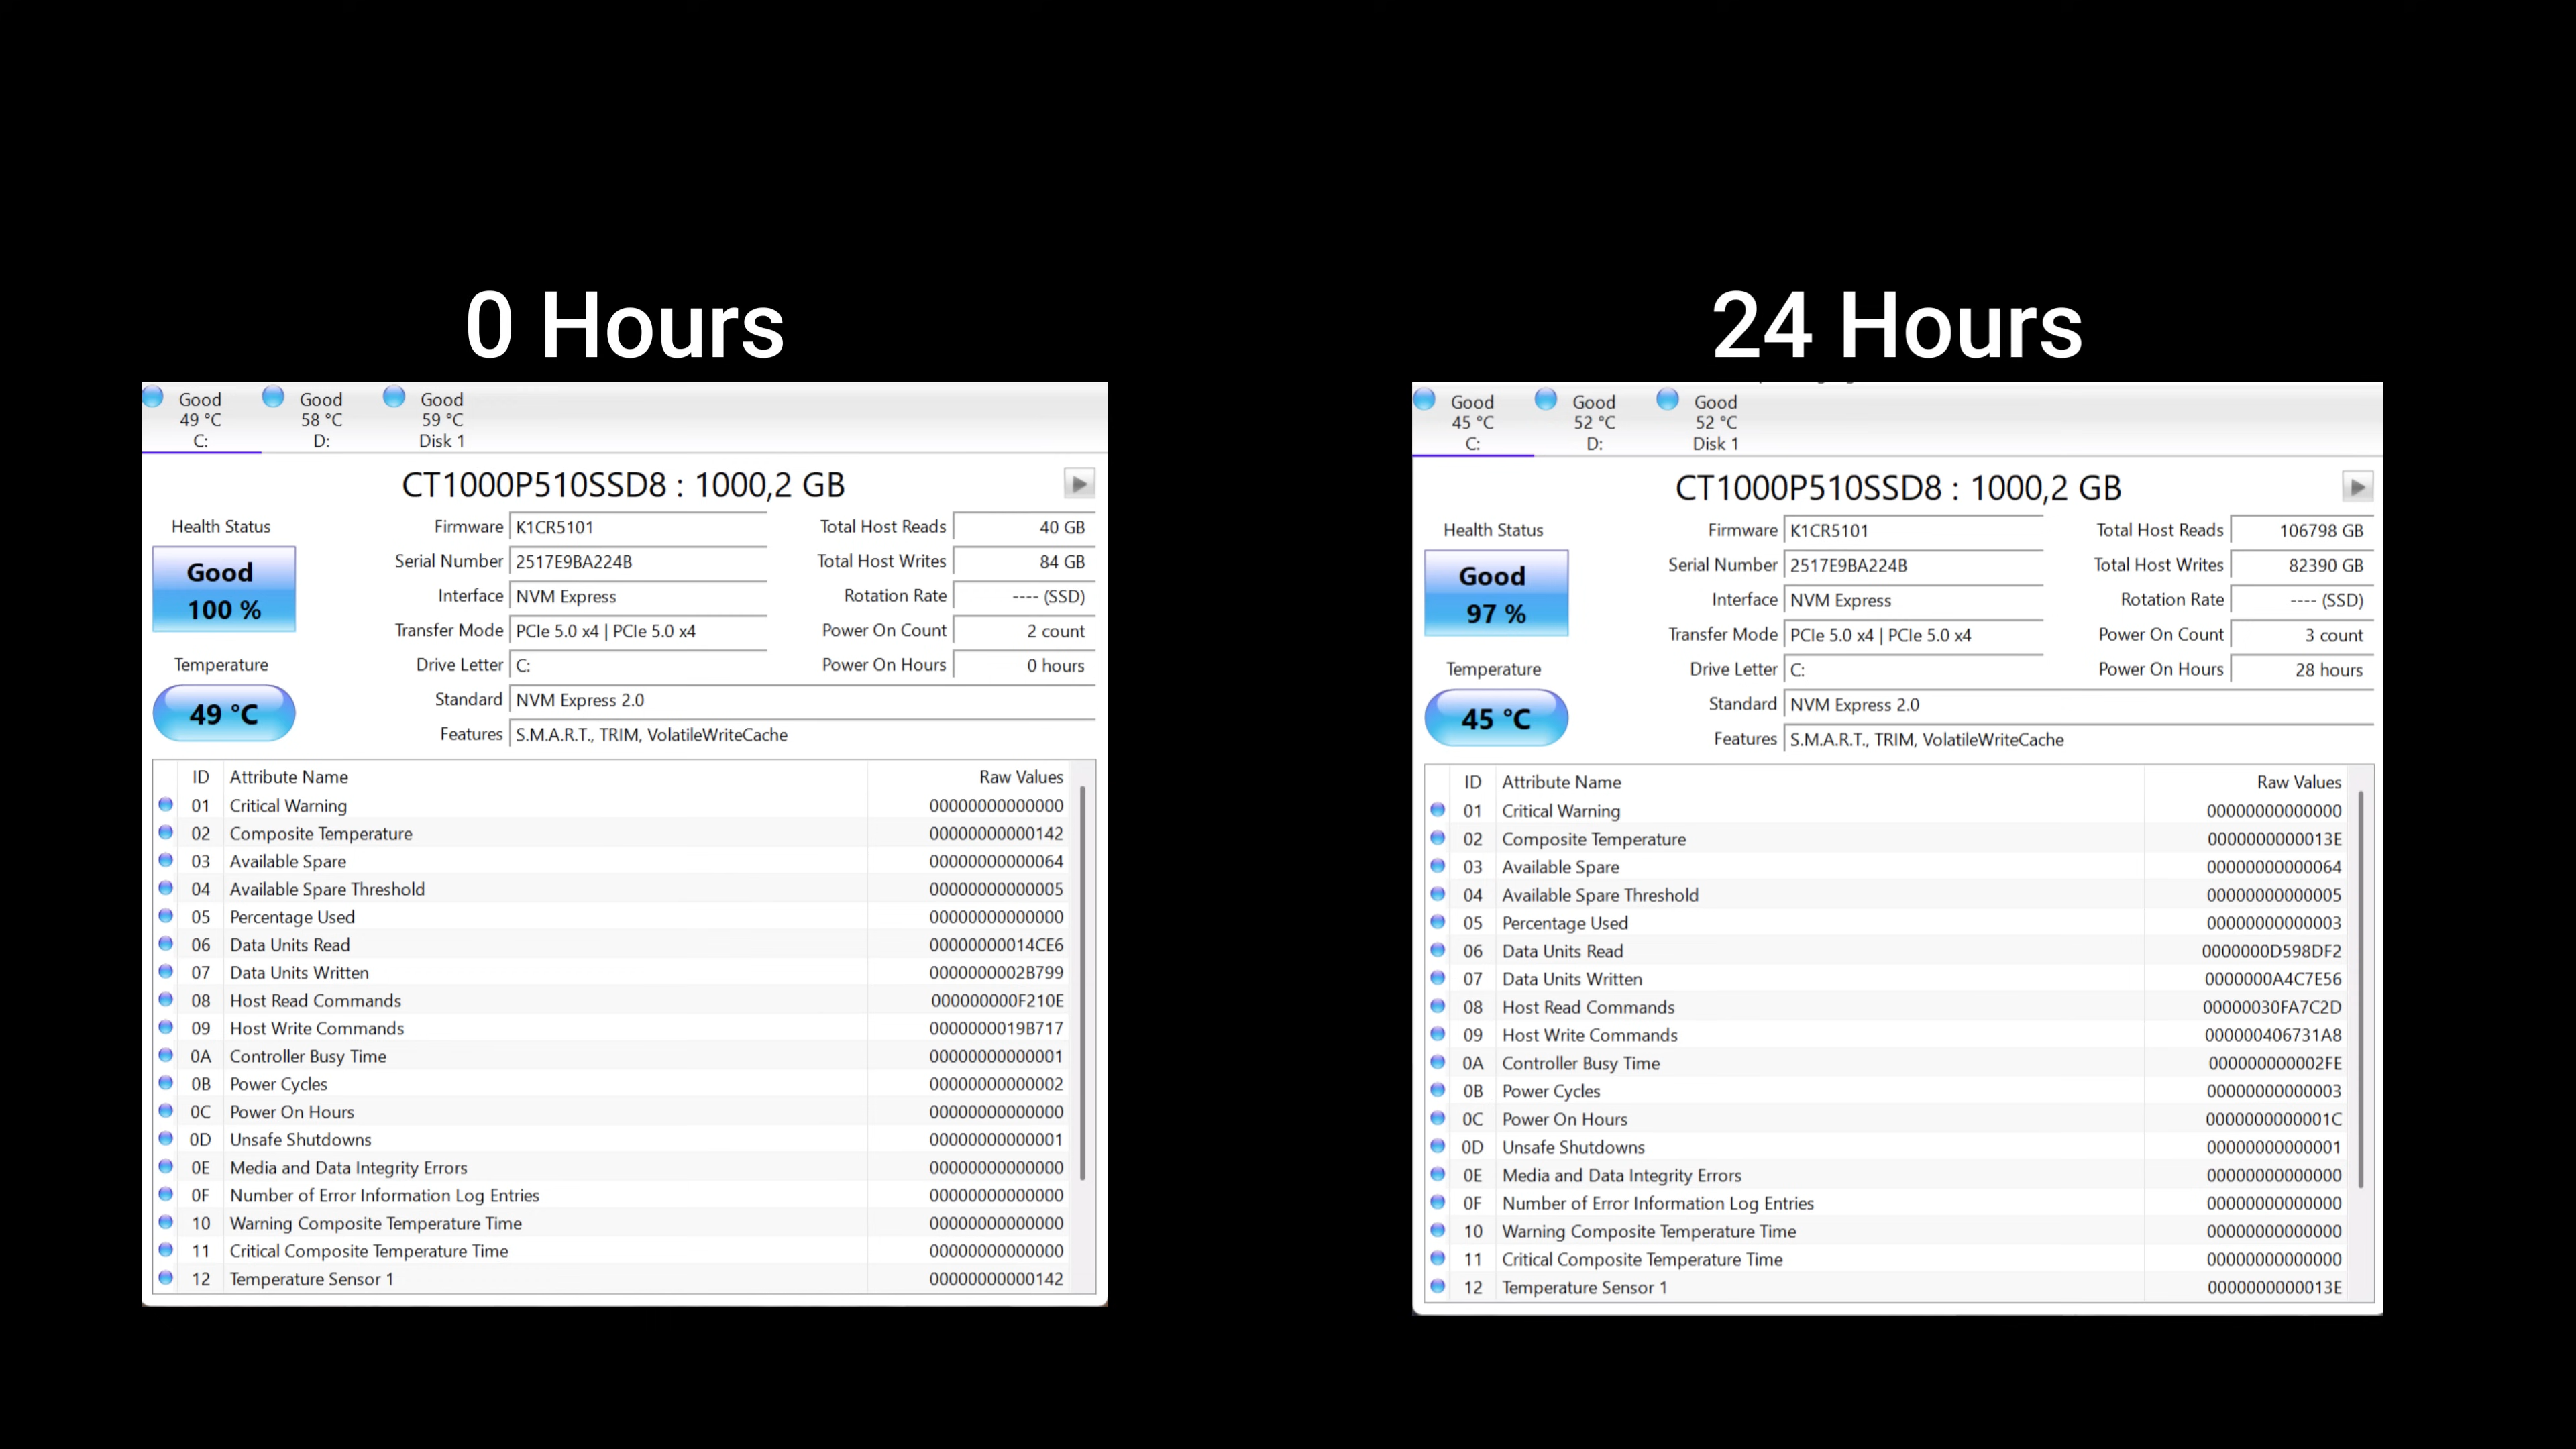 0 Hours
Good Good Good
49 °C 58 °C 59 °C
C: D: Disk 1
CT1000P510SSD8 : 1000,2 GB
Health Status
Good
100 %
Temperature
49 °C
Firmware K1CR5101
Serial Number 2517E9BA224B
Interface NVM Express
Transfer Mode PCIe 5.0 x4 | PCIe 5.0 x4
Drive Letter C:
Standard NVM Express 2.0
Features S.M.A.R.T., TRIM, VolatileWriteCache
Total Host Reads 40 GB
Total Host Writes 84 GB
Rotation Rate ---- (SSD)
Power On Count 2 count
Power On Hours 0 hours
ID Attribute Name Raw Values
01 Critical Warning 00000000000000
02 Composite Temperature 00000000000142
03 Available Spare 00000000000064
04 Available Spare Threshold 00000000000005
05 Percentage Used 00000000000000
06 Data Units Read 00000000014CE6
07 Data Units Written 0000000002B799
08 Host Read Commands 000000000F210E
09 Host Write Commands 0000000019B717
0A Controller Busy Time 00000000000001
0B Power Cycles 00000000000002
0C Power On Hours 00000000000000
0D Unsafe Shutdowns 00000000000001
0E Media and Data Integrity Errors 00000000000000
0F Number of Error Information Log Entries 00000000000000
10 Warning Composite Temperature Time 00000000000000
11 Critical Composite Temperature Time 00000000000000
12 Temperature Sensor 1 00000000000142
24 Hours
Good Good Good
45 °C 52 °C 52 °C
C: D: Disk 1
CT1000P510SSD8 : 1000,2 GB
Health Status
Good
97 %
Temperature
45 °C
Firmware K1CR5101
Serial Number 2517E9BA224B
Interface NVM Express
Transfer Mode PCIe 5.0 x4 | PCIe 5.0 x4
Drive Letter C:
Standard NVM Express 2.0
Features S.M.A.R.T., TRIM, VolatileWriteCache
Total Host Reads 106798 GB
Total Host Writes 82390 GB
Rotation Rate ---- (SSD)
Power On Count 3 count
Power On Hours 28 hours
ID Attribute Name Raw Values
01 Critical Warning 00000000000000
02 Composite Temperature 0000000000013E
03 Available Spare 00000000000064
04 Available Spare Threshold 00000000000005
05 Percentage Used 00000000000003
06 Data Units Read 0000000D598DF2
07 Data Units Written 0000000A4C7E56
08 Host Read Commands 00000030FA7C2D
09 Host Write Commands 000000406731A8
0A Controller Busy Time 000000000002FE
0B Power Cycles 00000000000003
0C Power On Hours 0000000000001C
0D Unsafe Shutdowns 00000000000001
0E Media and Data Integrity Errors 00000000000000
0F Number of Error Information Log Entries 00000000000000
10 Warning Composite Temperature Time 00000000000000
11 Critical Composite Temperature Time 00000000000000
12 Temperature Sensor 1 0000000000013E